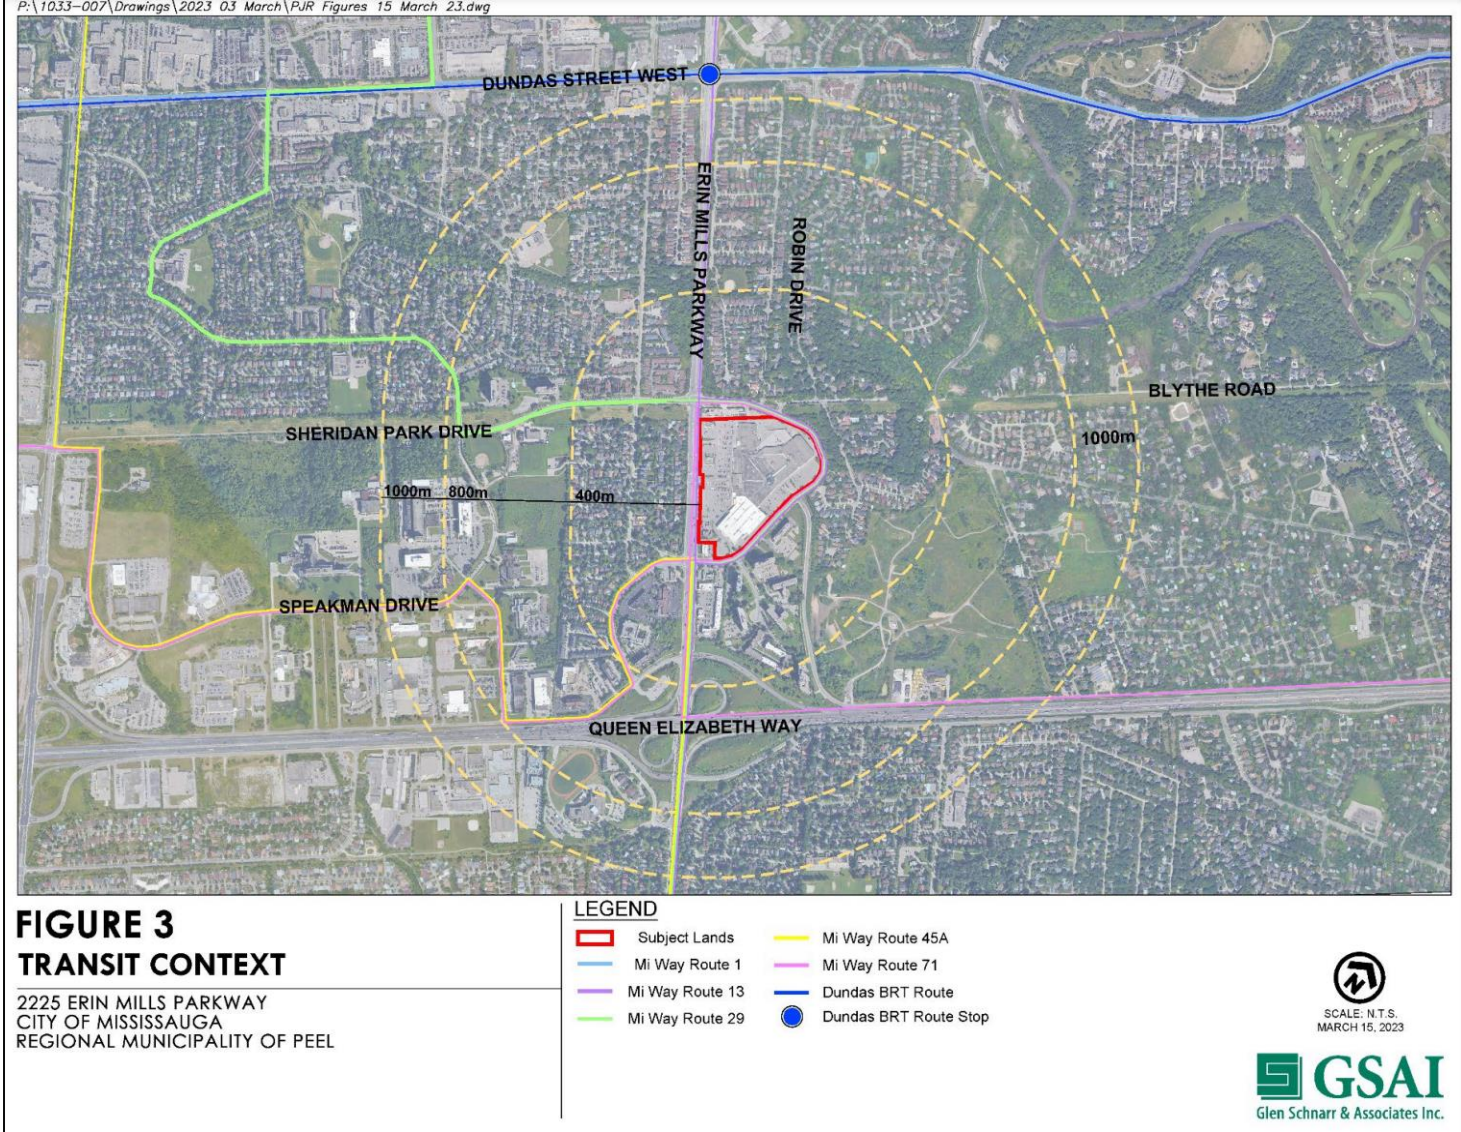 P:\1033-007\Drawings\2023 03 March\PJR Figures 15 March 23.dwg
DUNDAS STREET WEST
ERIN MILLS PARKWAY
ROBIN DRIVE
BLYTHE ROAD
SHERIDAN PARK DRIVE
1000m
1000m
800m
400m
SPEAKMAN DRIVE
QUEEN ELIZABETH WAY
FIGURE 3
TRANSIT CONTEXT
2225 ERIN MILLS PARKWAY
CITY OF MISSISSAUGA
REGIONAL MUNICIPALITY OF PEEL
LEGEND
Subject Lands
Mi Way Route 1
Mi Way Route 13
Mi Way Route 29
Mi Way Route 45A
Mi Way Route 71
Dundas BRT Route
Dundas BRT Route Stop
SCALE: N.T.S.
MARCH 15, 2023
GSAI
Glen Schnarr & Associates Inc.